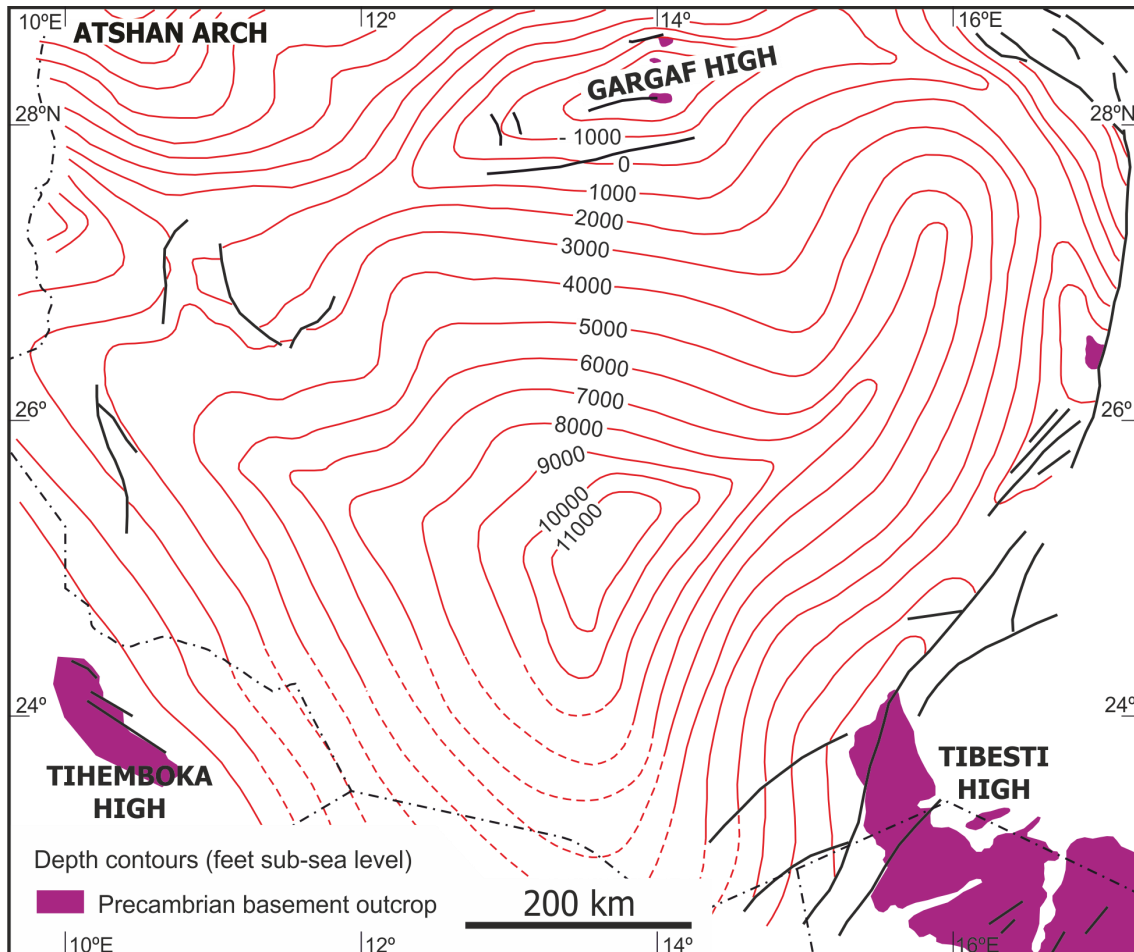 10ºE
12º
14º
16ºE
ATSHAN ARCH
GARGAF HIGH
28ºN
28ºN
- 1000
0
1000
2000
3000
4000
5000
6000
26º
26º
7000
8000
9000
10000
11000
24º
24º
TIHEMBOKA
HIGH
TIBESTI
HIGH
Depth contours (feet sub-sea level)
Precambrian basement outcrop
200 km
10ºE
12º
14º
16ºE